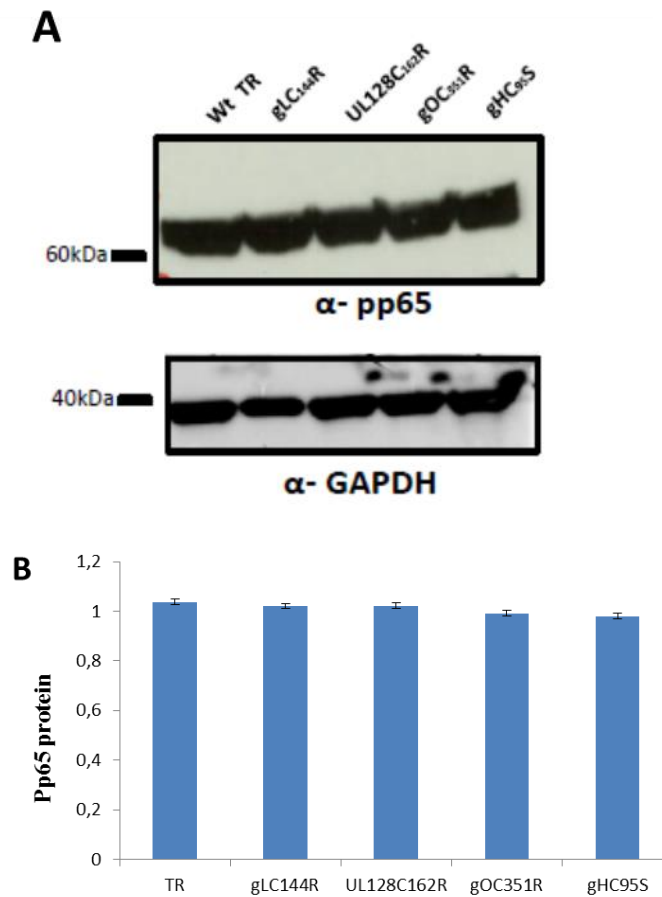 A
Wt TR
gLC₁₄₄R
UL128C₁₆₂R
gOC₃₅₁R
gHC₉₅S
60kDa
α- pp65
40kDa
α- GAPDH
B
Pp65 protein
1,2
1
0,8
0,6
0,4
0,2
0
TR
gLC144R
UL128C162R
gOC351R
gHC95S